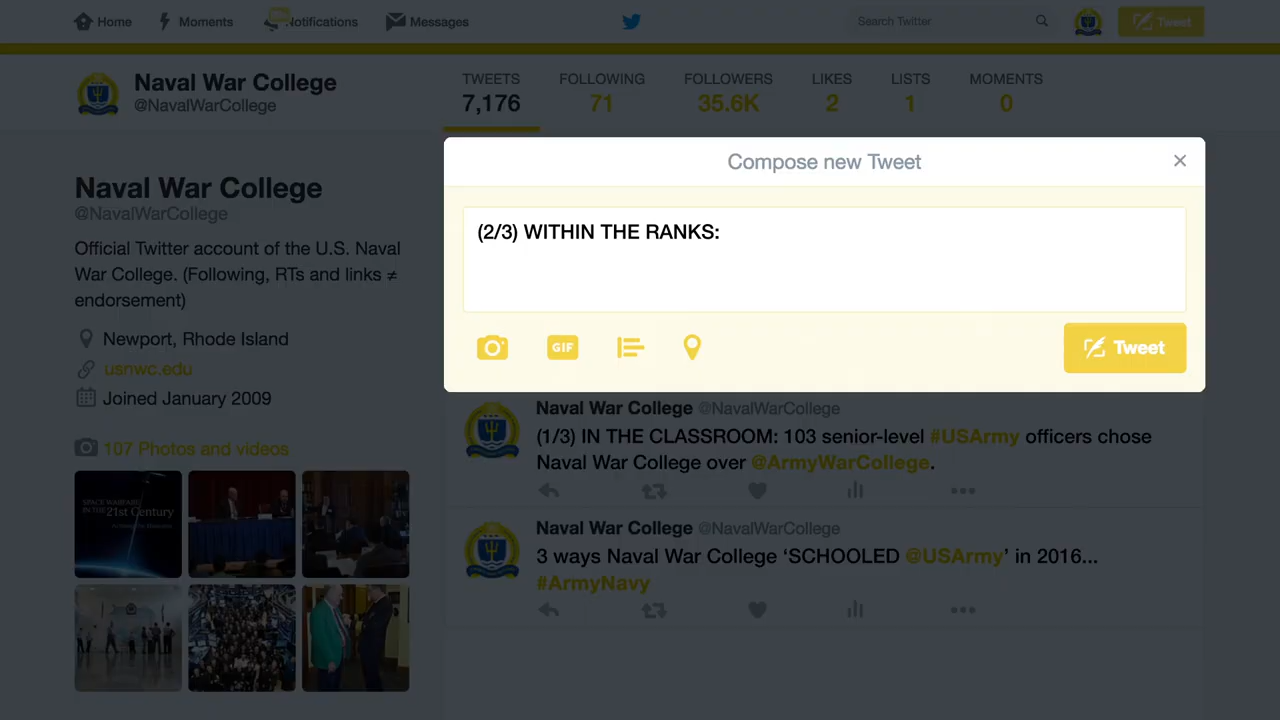 Home Moments Notifications Messages Search Twitter Tweet
Naval War College
@NavalWarCollege
TWEETS FOLLOWING FOLLOWERS LIKES LISTS MOMENTS
7,176 71 35.6K 2 1 0
Compose new Tweet ×
(2/3) WITHIN THE RANKS:
GIF Tweet
Naval War College
@NavalWarCollege
Official Twitter account of the U.S. Naval
War College. (Following, RTs and links ≠
endorsement)
Newport, Rhode Island
usnwc.edu
Joined January 2009
107 Photos and videos
SPACE WARFARE
IN THE 21st Century
Naval War College @NavalWarCollege
(1/3) IN THE CLASSROOM: 103 senior-level #USArmy officers chose
Naval War College over @ArmyWarCollege.
Naval War College @NavalWarCollege
3 ways Naval War College ‘SCHOOLED @USArmy’ in 2016...
#ArmyNavy